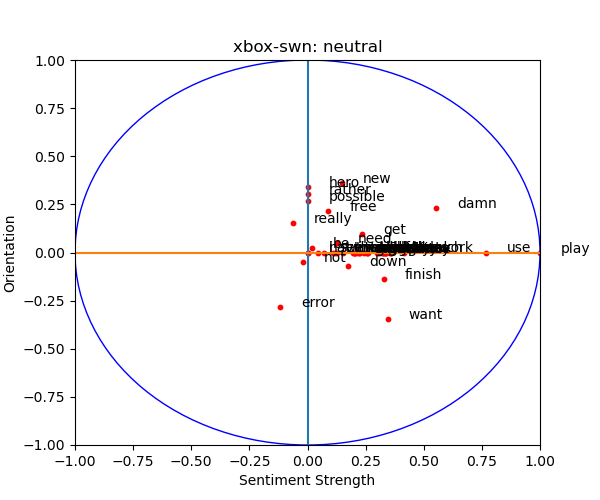 xbox-swn: neutral
1.00
0.75
0.50
0.25
0.00
−0.25
−0.50
−0.75
−1.00
Orientation
new
hero
rather
possible
free
damn
really
get
need
be
use
play
not
down
finish
error
want
−1.00 −0.75 −0.50 −0.25 0.00 0.25 0.50 0.75 1.00
Sentiment Strength